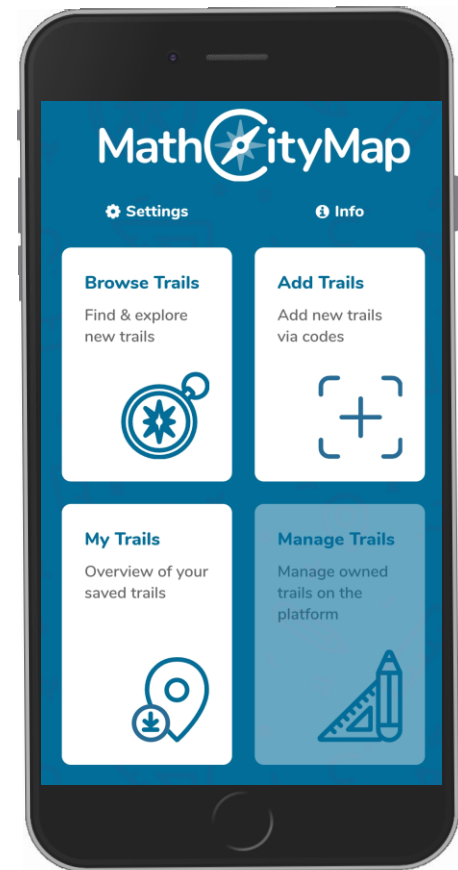 MathCityMap
Settings
Info
Browse Trails
Find & explore
new trails
Add Trails
Add new trails
via codes
My Trails
Overview of your
saved trails
Manage Trails
Manage owned
trails on the
platform